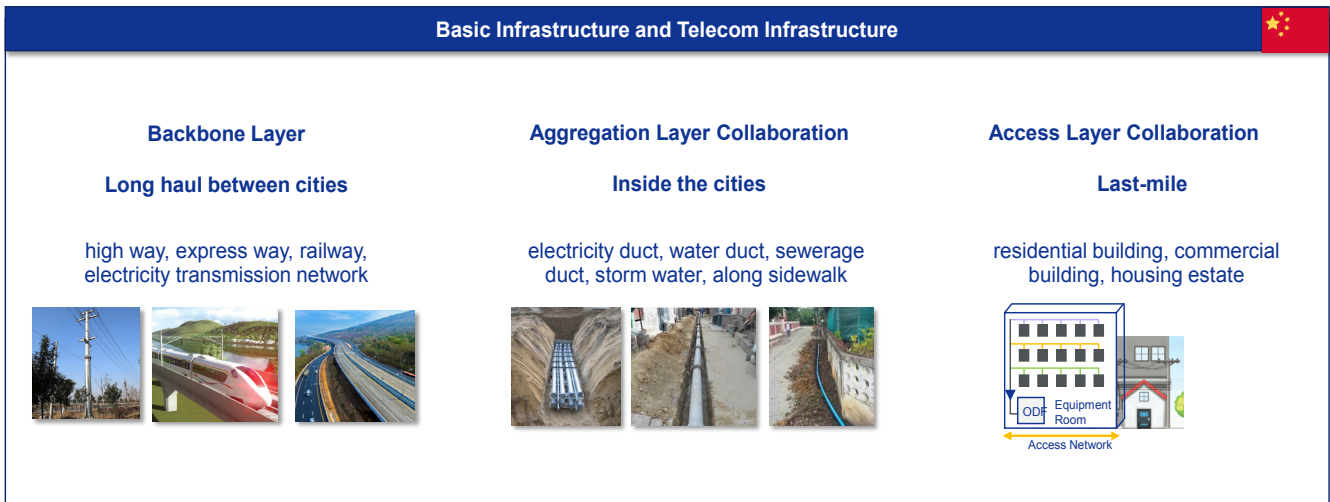 Basic Infrastructure and Telecom Infrastructure
Backbone Layer
Long haul between cities
high way, express way, railway,
electricity transmission network
Aggregation Layer Collaboration
Inside the cities
electricity duct, water duct, sewerage
duct, storm water, along sidewalk
Access Layer Collaboration
Last-mile
residential building, commercial
building, housing estate
ODF
Equipment
Room
Access Network